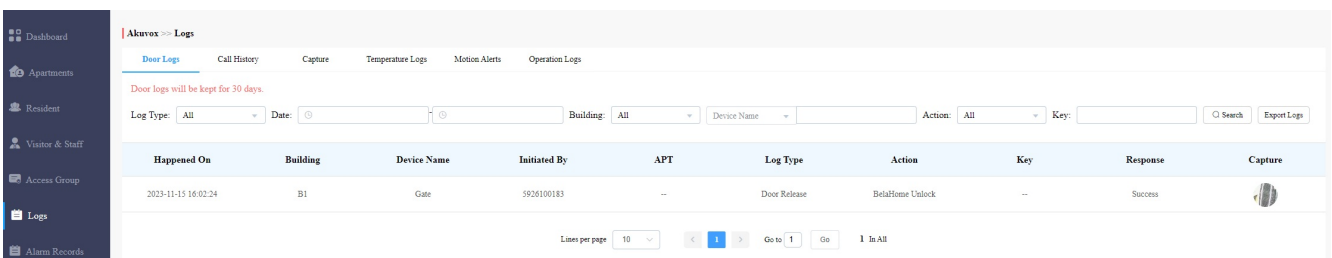 Dashboard
Apartments
Resident
Visitor & Staff
Access Group
Logs
Alarm Records
Akuvox >> Logs
Door Logs Call History Capture Temperature Logs Motion Alerts Operation Logs
Door logs will be kept for 30 days.
Log Type: All Date: - Building: All Device Name Action: All Key: Search Export Logs
Happened On Building Device Name Initiated By APT Log Type Action Key Response Capture
2023-11-15 16:02:24 B1 Gate 5926100183 -- Door Release BelaHome Unlock -- Success
Lines per page 10 < 1 > Go to 1 Go 1 In All